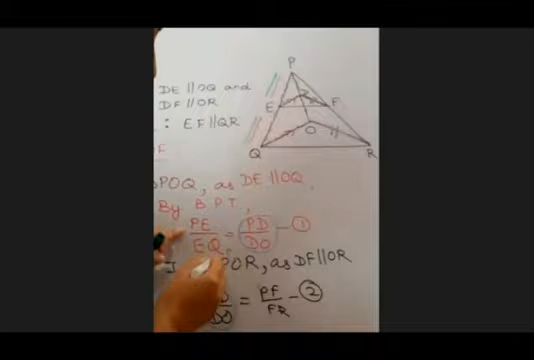 DE ∥ OQ and
DF ∥ OR
: EF ∥ QR
P
E
F
O
Q
R
POQ, as DE ∥ OQ,
By B.P.T,
PE/EQ = PD/DO - ①
POR, as DF ∥ OR
DO = PF/FR - ②